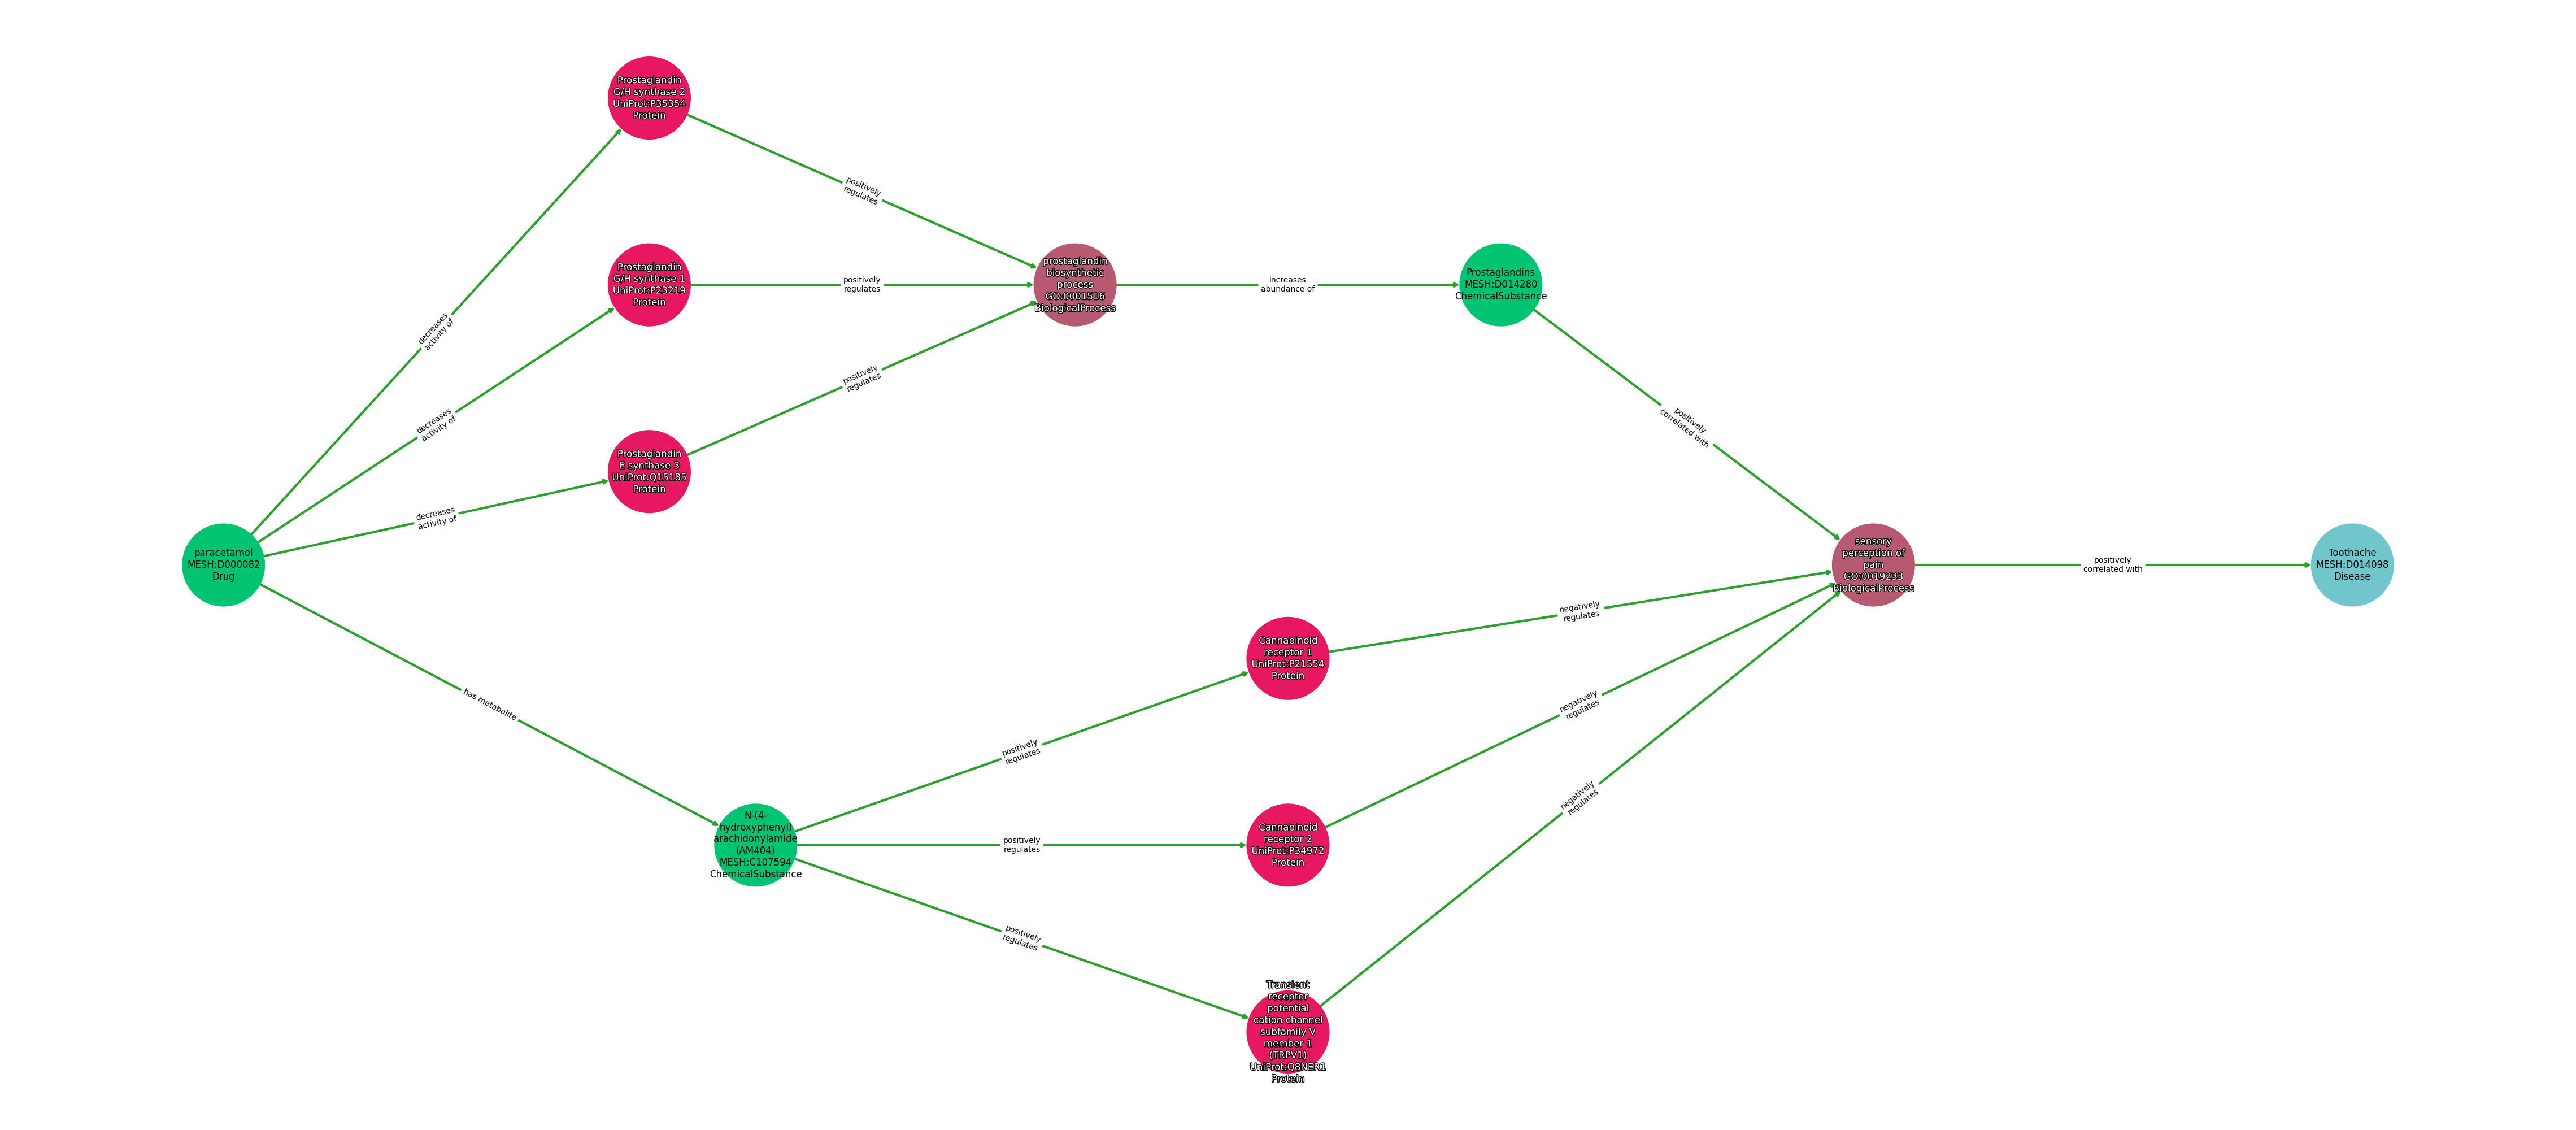 Prostaglandin
G/H synthase 2
UniProt:P35354
Protein
positively
regulates
Prostaglandin
G/H synthase 1
UniProt:P23219
Protein
positively
regulates
prostaglandin
biosynthetic
process
GO:0001516
BiologicalProcess
increases
abundance of
Prostaglandins
MESH:D014280
ChemicalSubstance
decreases
activity of
decreases
activity of
positively
regulates
positively
correlated with
Prostaglandin
E synthase 3
UniProt:Q15185
Protein
decreases
activity of
paracetamol
MESH:D000082
Drug
sensory
perception of
pain
GO:0019233
BiologicalProcess
positively
correlated with
Toothache
MESH:D014098
Disease
negatively
regulates
Cannabinoid
receptor 1
UniProt:P21554
Protein
has metabolite
negatively
regulates
positively
regulates
negatively
regulates
N-(4-
hydroxyphenyl)
arachidonylamide
(AM404)
MESH:C107594
ChemicalSubstance
positively
regulates
Cannabinoid
receptor 2
UniProt:P34972
Protein
positively
regulates
Transient
receptor
potential
cation channel
subfamily V
member 1
(TRPV1)
UniProt:Q8NER1
Protein